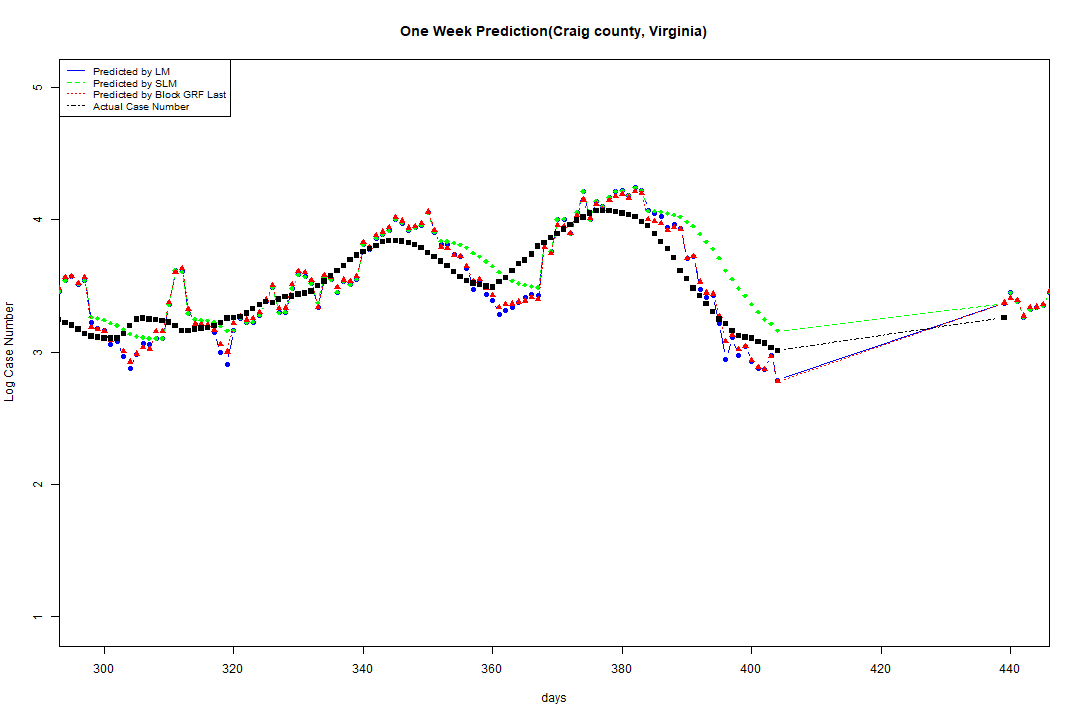 One Week Prediction(Craig county, Virginia)
Predicted by LM
Predicted by SLM
Predicted by Block GRF Last
Actual Case Number
5
4
3
2
1
Log Case Number
300 320 340 360 380 400 420 440
days